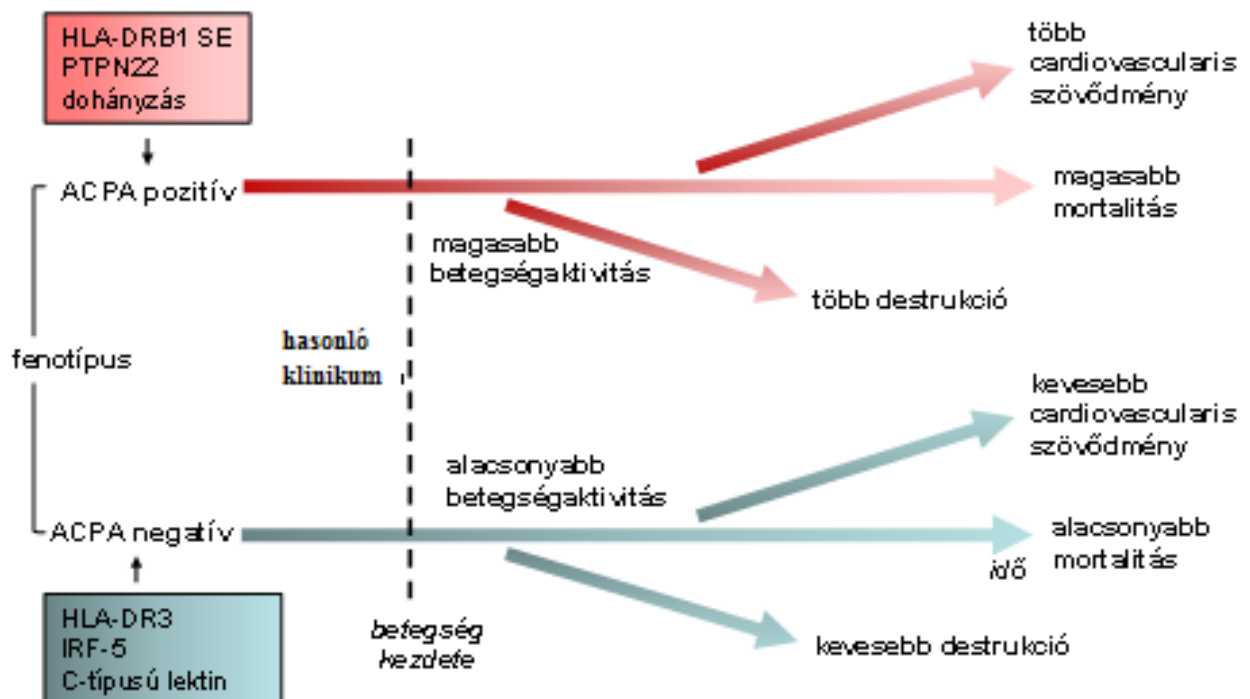 HLA-DRB1 SE
PTPN22
dohányzás
több
cardiovascularis
szövődmény
ACPA pozitív
magasabb
mortalitás
magasabb
betegségaktivitás
több destrukció
hasonló
klinikum
fenotípus
kevesebb
cardiovascularis
szövődmény
alacsonyabb
betegségaktivitás
ACPA negatív
alacsonyabb
mortalitás
idő
HLA-DR3
IRF-5
C-típusú lektin
betegség
kezdete
kevesebb destrukció